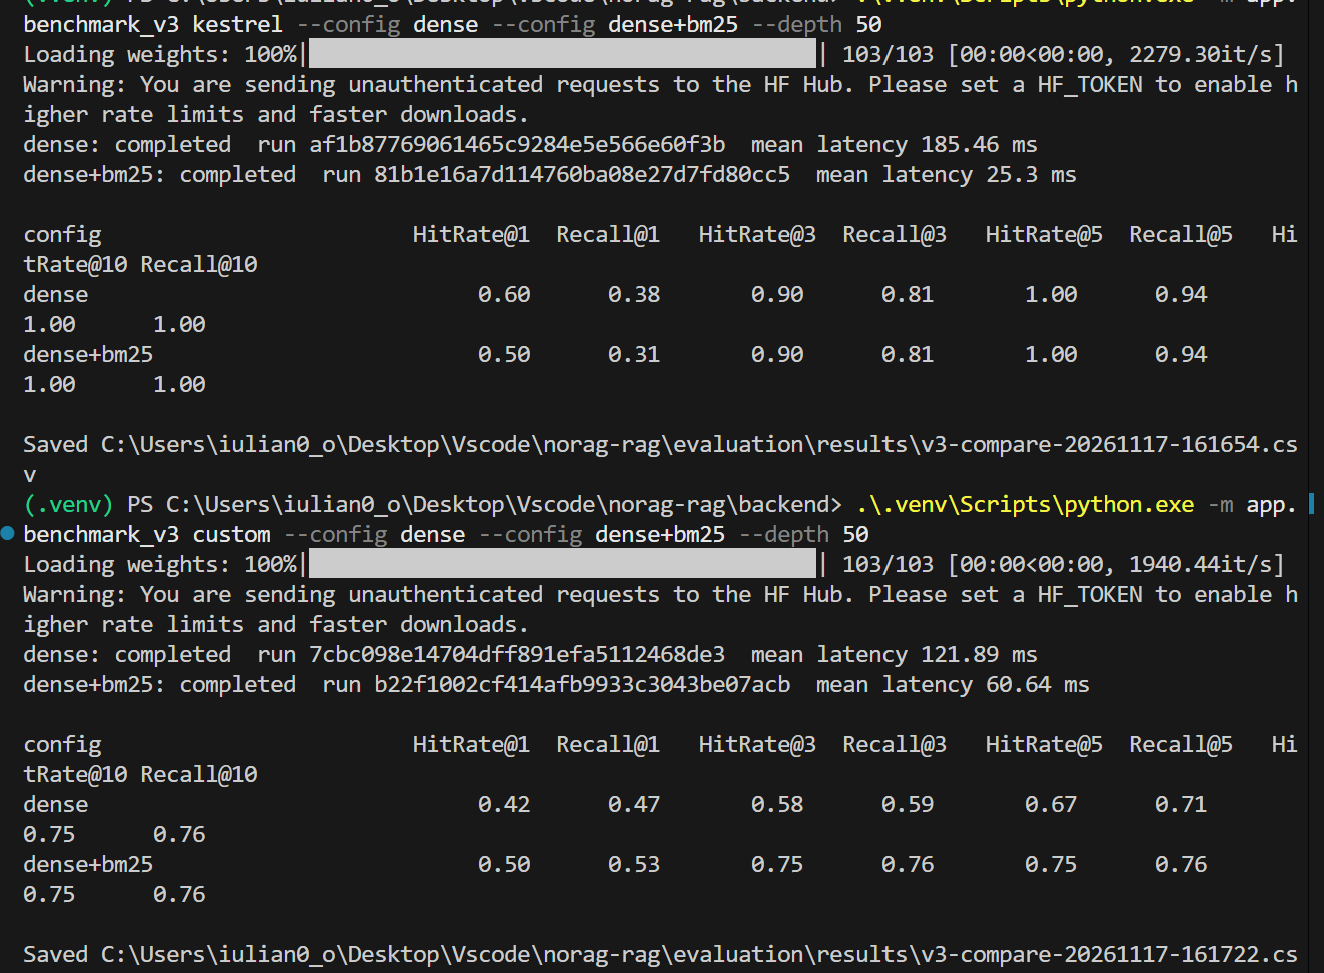 (.venv) PS C:\Users\iulian0_o\Desktop\Vscode\norag-rag\backend> .\.venv\Scripts\python.exe -m app.
benchmark_v3 kestrel --config dense --config dense+bm25 --depth 50
Loading weights: 100%|| 103/103 [00:00<00:00, 2279.30it/s]
Warning: You are sending unauthenticated requests to the HF Hub. Please set a HF_TOKEN to enable h
igher rate limits and faster downloads.
dense: completed  run af1b87769061465c9284e5e566e60f3b  mean latency 185.46 ms
dense+bm25: completed  run 81b1e16a7d114760ba08e27d7fd80cc5  mean latency 25.3 ms
config HitRate@1 Recall@1 HitRate@3 Recall@3 HitRate@5 Recall@5 Hi
tRate@10 Recall@10
dense 0.60 0.38 0.90 0.81 1.00 0.94
1.00 1.00
dense+bm25 0.50 0.31 0.90 0.81 1.00 0.94
1.00 1.00
Saved C:\Users\iulian0_o\Desktop\Vscode\norag-rag\evaluation\results\v3-compare-20261117-161654.cs
v
(.venv) PS C:\Users\iulian0_o\Desktop\Vscode\norag-rag\backend> .\.venv\Scripts\python.exe -m app.
benchmark_v3 custom --config dense --config dense+bm25 --depth 50
Loading weights: 100%|| 103/103 [00:00<00:00, 1940.44it/s]
Warning: You are sending unauthenticated requests to the HF Hub. Please set a HF_TOKEN to enable h
igher rate limits and faster downloads.
dense: completed  run 7cbc098e14704dff891efa5112468de3  mean latency 121.89 ms
dense+bm25: completed  run b22f1002cf414afb9933c3043be07acb  mean latency 60.64 ms
config HitRate@1 Recall@1 HitRate@3 Recall@3 HitRate@5 Recall@5 Hi
tRate@10 Recall@10
dense 0.42 0.47 0.58 0.59 0.67 0.71
0.75 0.76
dense+bm25 0.50 0.53 0.75 0.76 0.75 0.76
0.75 0.76
Saved C:\Users\iulian0_o\Desktop\Vscode\norag-rag\evaluation\results\v3-compare-20261117-161722.cs